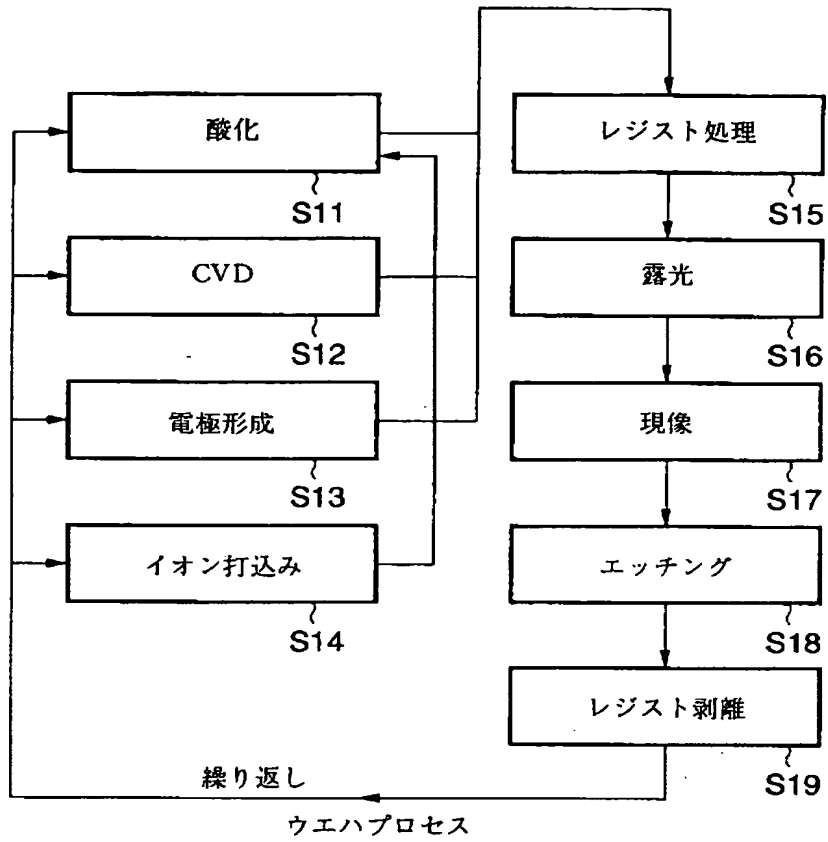 酸化
S11
CVD
S12
電極形成
S13
イオン打込み
S14
レジスト処理
S15
露光
S16
現像
S17
エッチング
S18
レジスト剥離
S19
繰り返し
ウエハプロセス